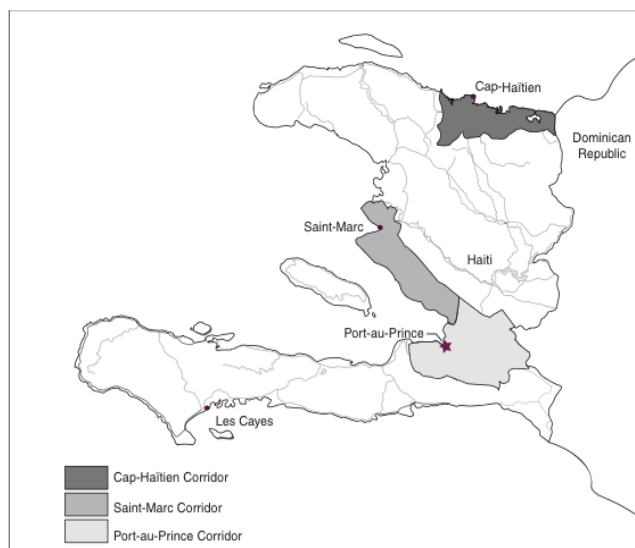 Cap-Haïtien
Dominican
Republic
Saint-Marc
Haiti
Port-au-Prince
Les Cayes
Cap-Haïtien Corridor
Saint-Marc Corridor
Port-au-Prince Corridor